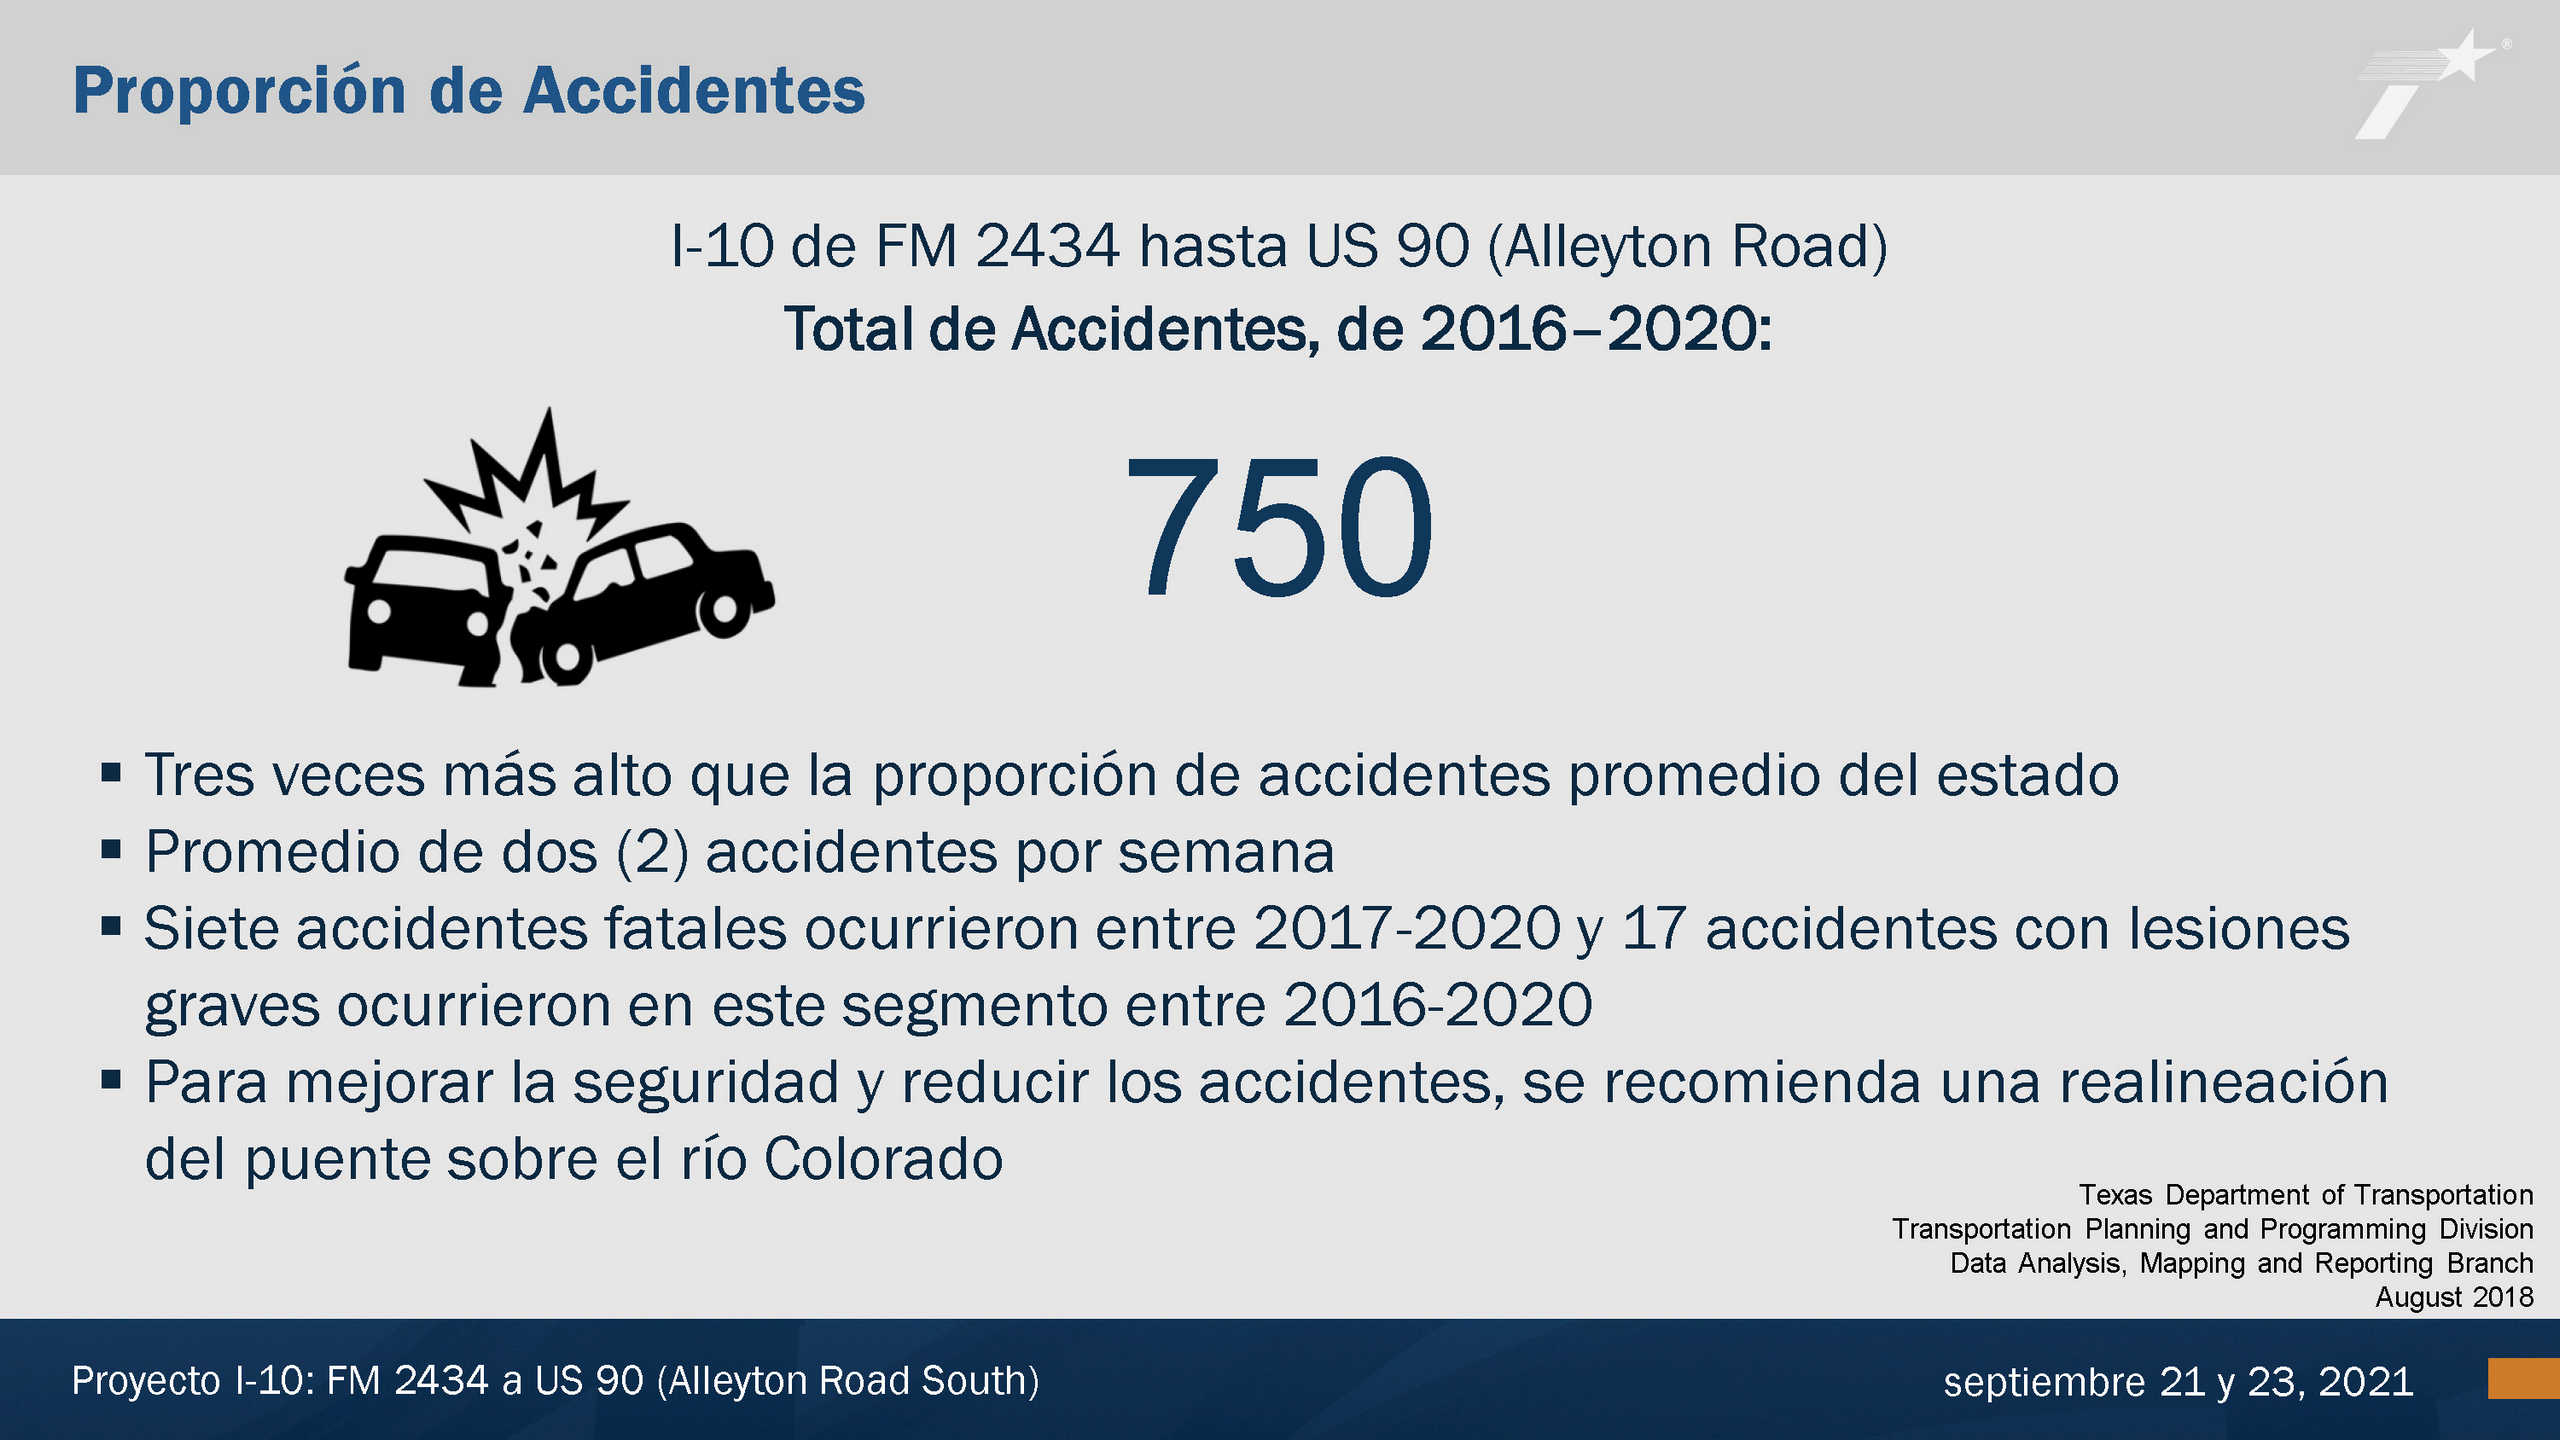 Proporción de Accidentes
®
I-10 de FM 2434 hasta US 90 (Alleyton Road)
Total de Accidentes, de 2016–2020:
750
▪ Tres veces más alto que la proporción de accidentes promedio del estado
▪ Promedio de dos (2) accidentes por semana
▪ Siete accidentes fatales ocurrieron entre 2017-2020 y 17 accidentes con lesiones
graves ocurrieron en este segmento entre 2016-2020
▪ Para mejorar la seguridad y reducir los accidentes, se recomienda una realineación
del puente sobre el río Colorado
Texas Department of Transportation
Transportation Planning and Programming Division
Data Analysis, Mapping and Reporting Branch
August 2018
Proyecto I-10: FM 2434 a US 90 (Alleyton Road South)
septiembre 21 y 23, 2021